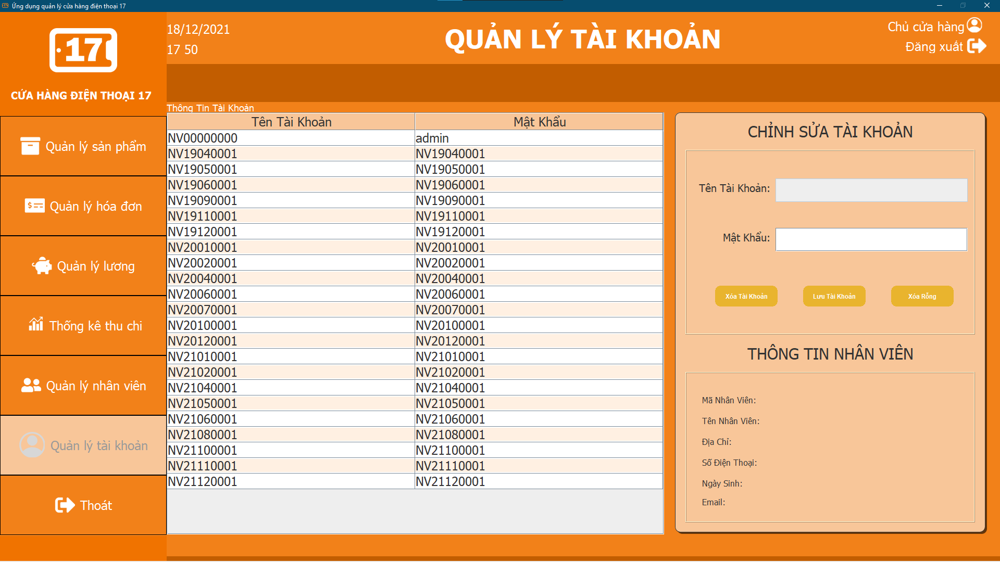 Ứng dụng quản lý cửa hàng điện thoại 17
17
CỬA HÀNG ĐIỆN THOẠI 17
18/12/2021
17 50
QUẢN LÝ TÀI KHOẢN
Chủ cửa hàng
Đăng xuất
Quản lý sản phẩm
Quản lý hóa đơn
Quản lý lương
Thống kê thu chi
Quản lý nhân viên
Quản lý tài khoản
Thoát
Thông Tin Tài Khoản
Tên Tài Khoản Mật Khẩu
NV00000000 admin
NV19040001 NV19040001
NV19050001 NV19050001
NV19060001 NV19060001
NV19090001 NV19090001
NV19110001 NV19110001
NV19120001 NV19120001
NV20010001 NV20010001
NV20020001 NV20020001
NV20040001 NV20040001
NV20060001 NV20060001
NV20070001 NV20070001
NV20100001 NV20100001
NV20120001 NV20120001
NV21010001 NV21010001
NV21020001 NV21020001
NV21040001 NV21040001
NV21050001 NV21050001
NV21060001 NV21060001
NV21080001 NV21080001
NV21100001 NV21100001
NV21110001 NV21110001
NV21120001 NV21120001
CHỈNH SỬA TÀI KHOẢN
Tên Tài Khoản:
Mật Khẩu:
Xóa Tài Khoản Lưu Tài Khoản Xóa Rỗng
THÔNG TIN NHÂN VIÊN
Mã Nhân Viên:
Tên Nhân Viên:
Địa Chỉ:
Số Điện Thoại:
Ngày Sinh:
Email: